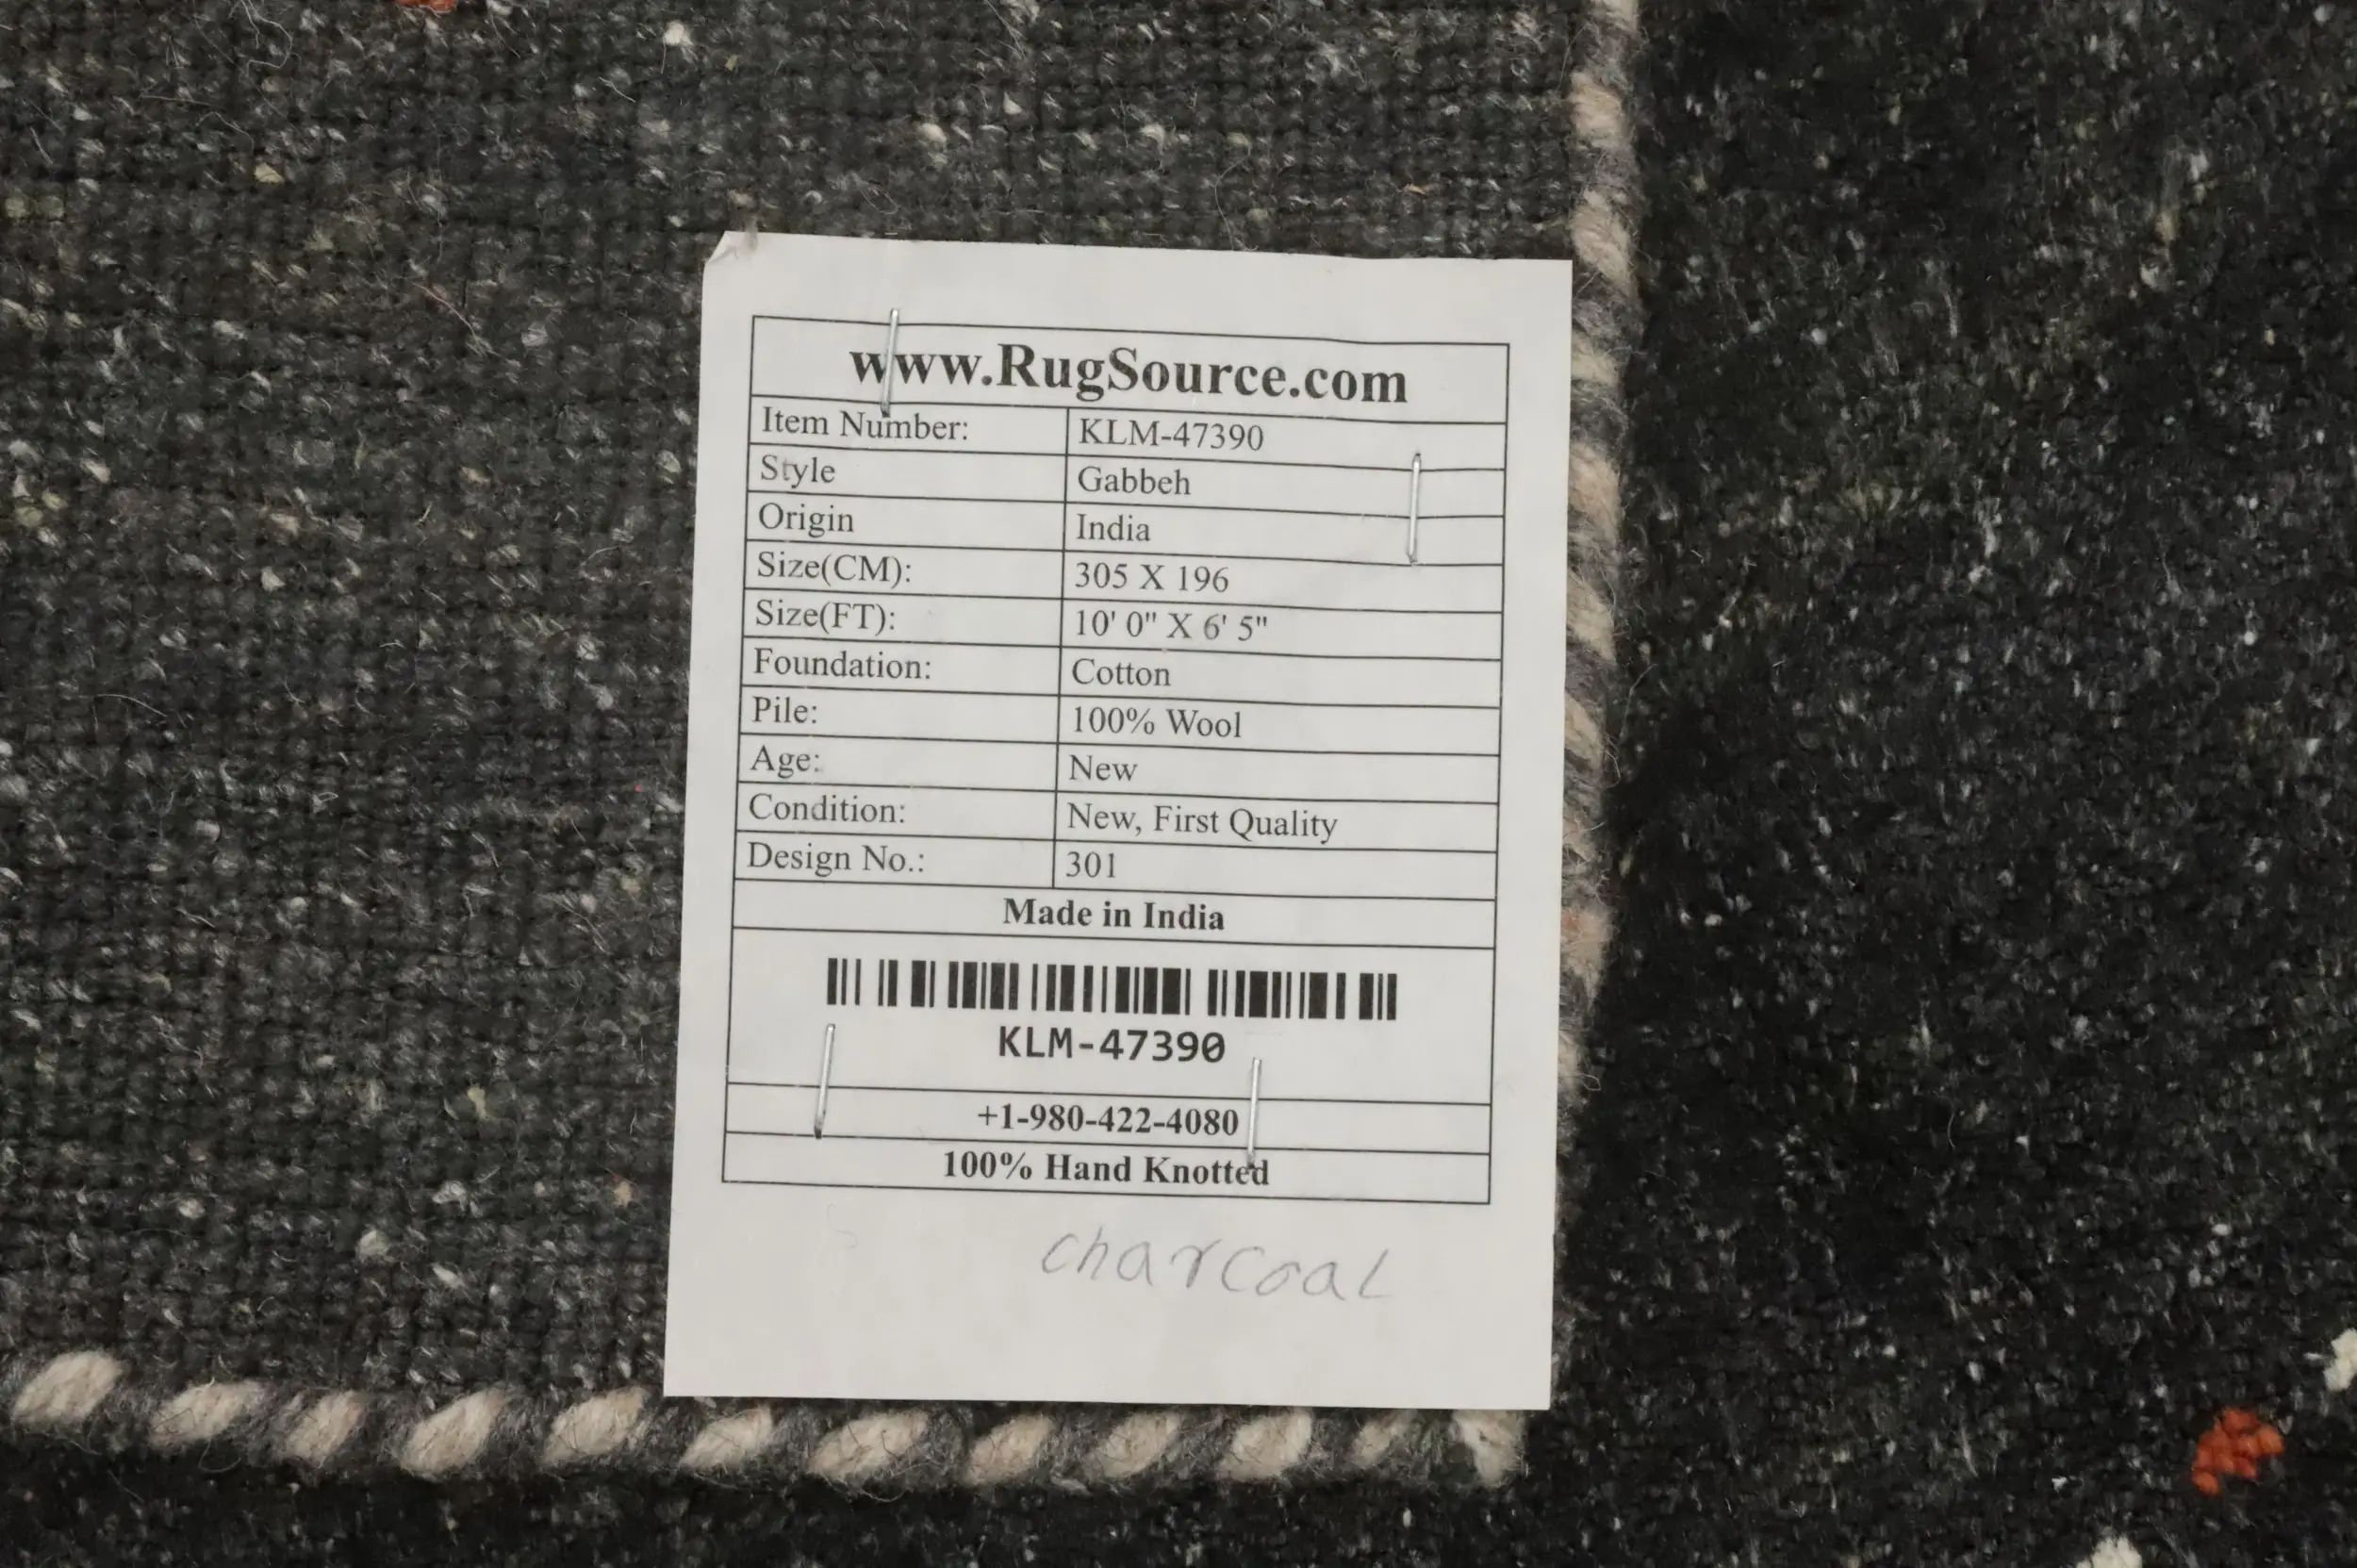 www.RugSource.com
Item Number: KLM-47390
Style Gabbeh
Origin India
Size(CM): 305 X 196
Size(FT): 10' 0" X 6' 5"
Foundation: Cotton
Pile: 100% Wool
Age: New
Condition: New, First Quality
Design No.: 301
Made in India
KLM-47390
+1-980-422-4080
100% Hand Knotted
charcoal